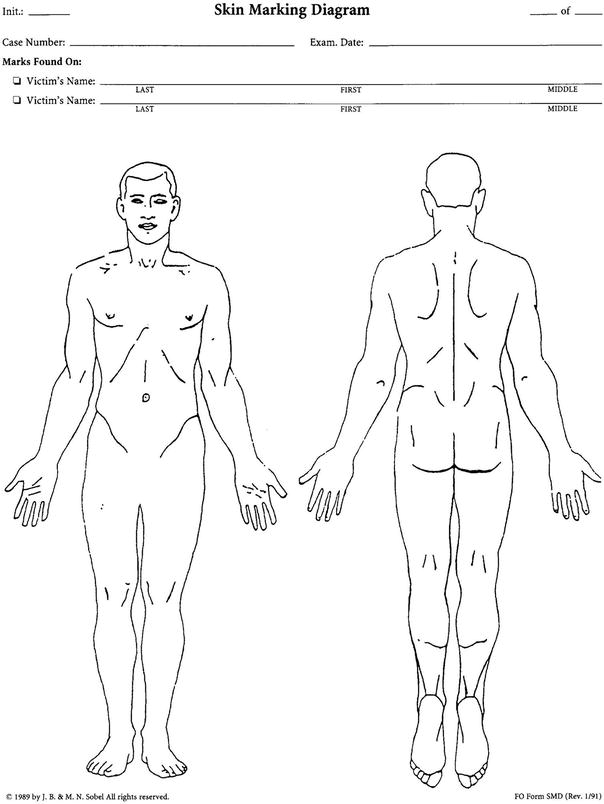 Init.: Skin Marking Diagram of
Case Number: Exam. Date:
Marks Found On:
❏ Victim's Name:
LAST FIRST MIDDLE
❏ Victim's Name:
LAST FIRST MIDDLE
© 1989 by J. B. & M. N. Sobel All rights reserved. FO Form SMD (Rev. 1/91)